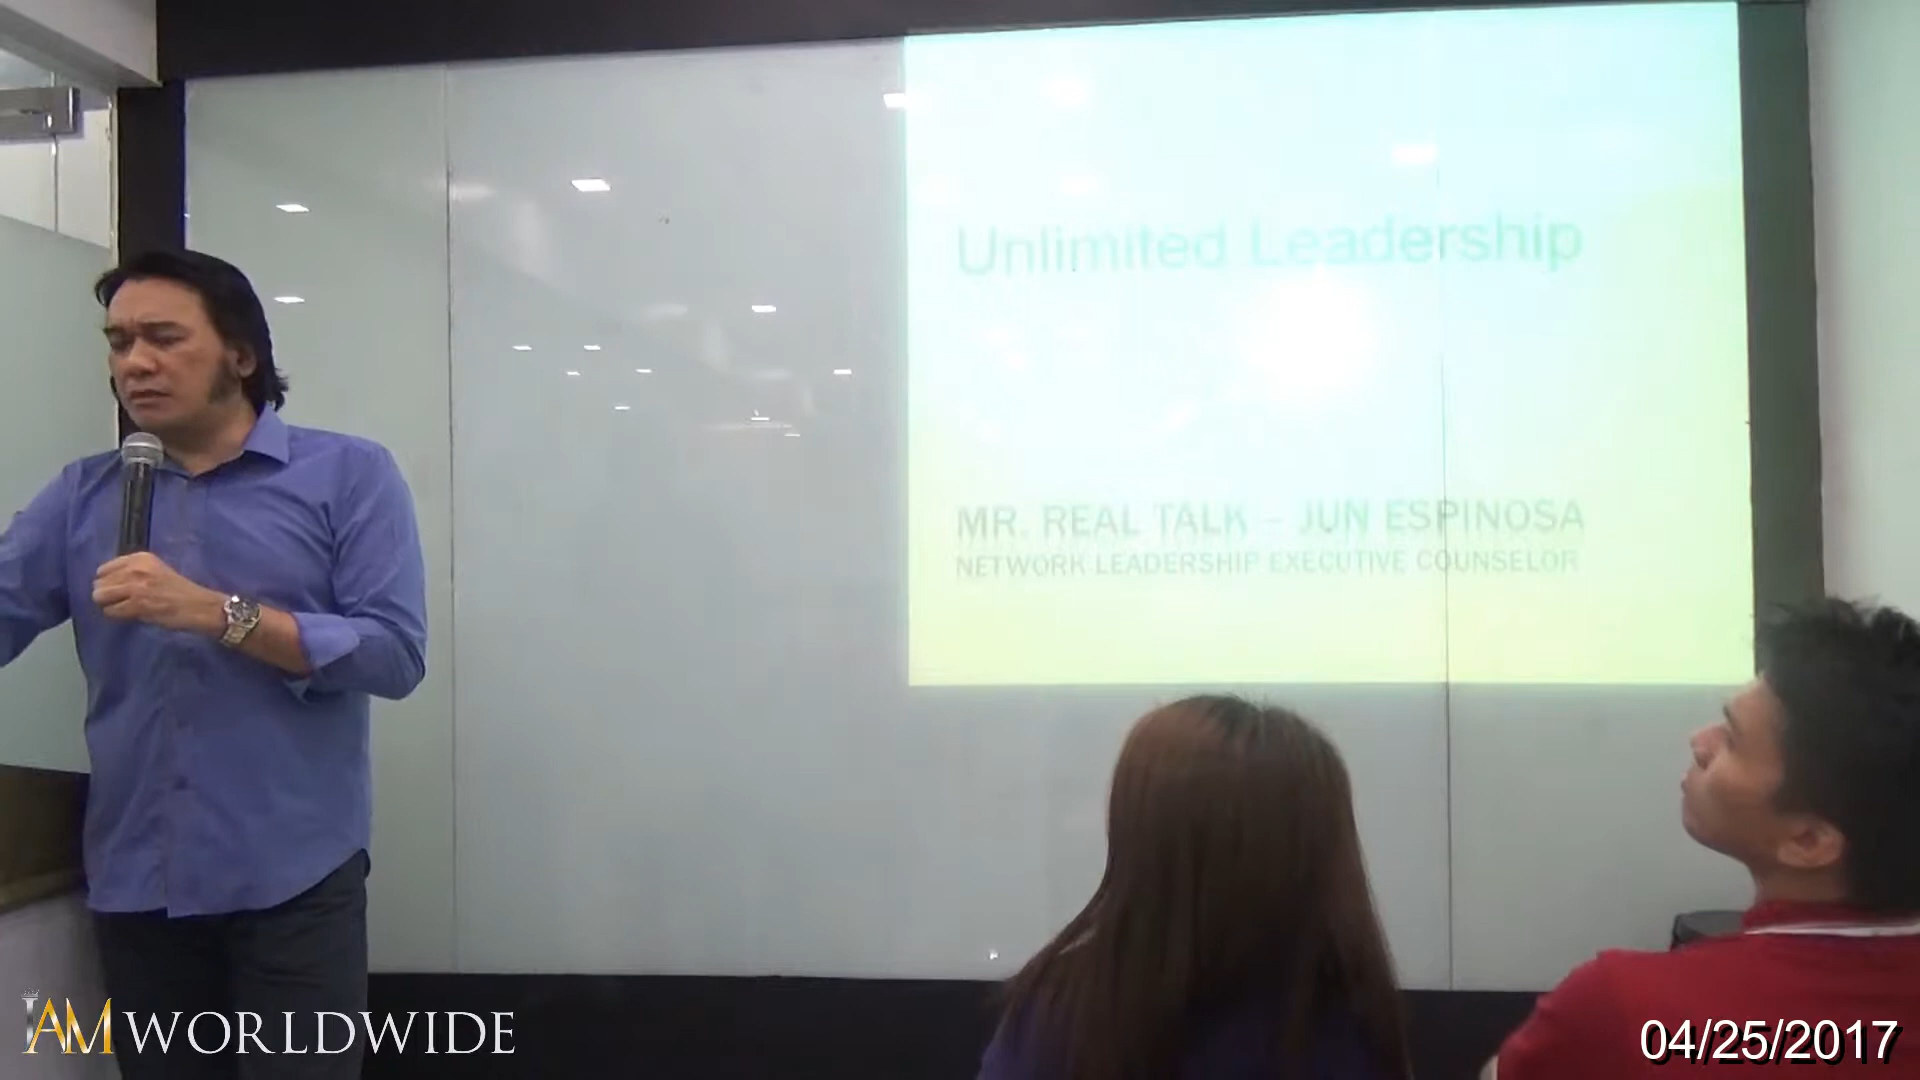 Unlimited Leadership
MR. REAL TALK – JUN ESPINOSA
NETWORK LEADERSHIP EXECUTIVE COUNSELOR
IAM WORLDWIDE
04/25/2017